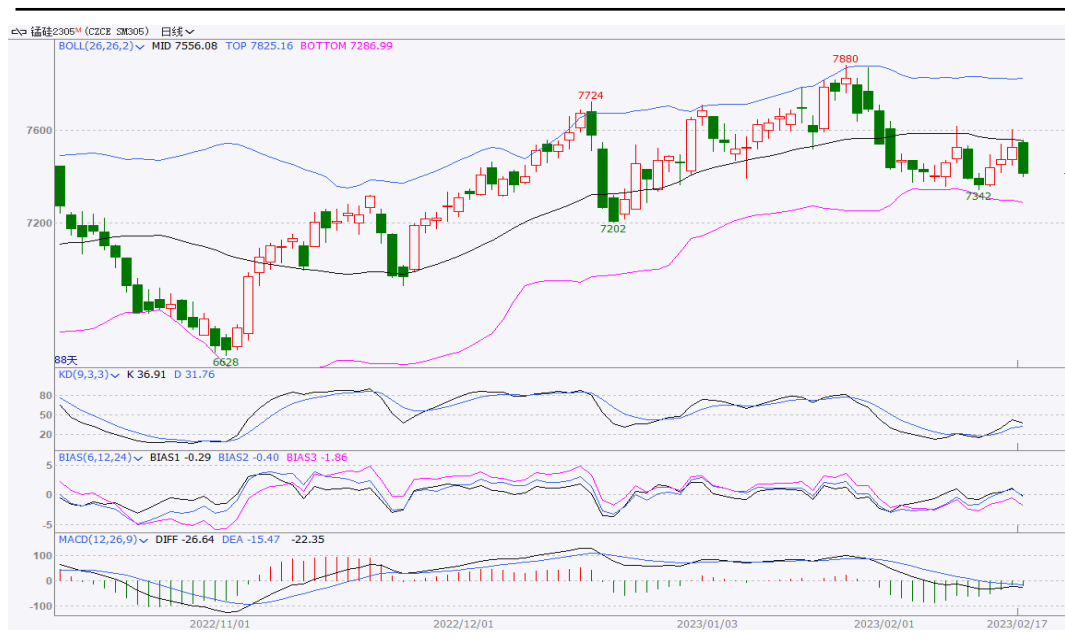 锰硅2305M (CZCE SM305) 日线
BOLL(26,26,2) MID 7556.08 TOP 7825.16 BOTTOM 7286.99
7880
7724
7600
7342
7202
7200
88天
6628
KD(9,3,3) K 36.91 D 31.76
80
50
20
BIAS(6,12,24) BIAS1 -0.29 BIAS2 -0.40 BIAS3 -1.86
5
0
-5
MACD(12,26,9) DIFF -26.64 DEA -15.47 -22.35
100
0
-100
2022/11/01 2022/12/01 2023/01/03 2023/02/01 2023/02/17